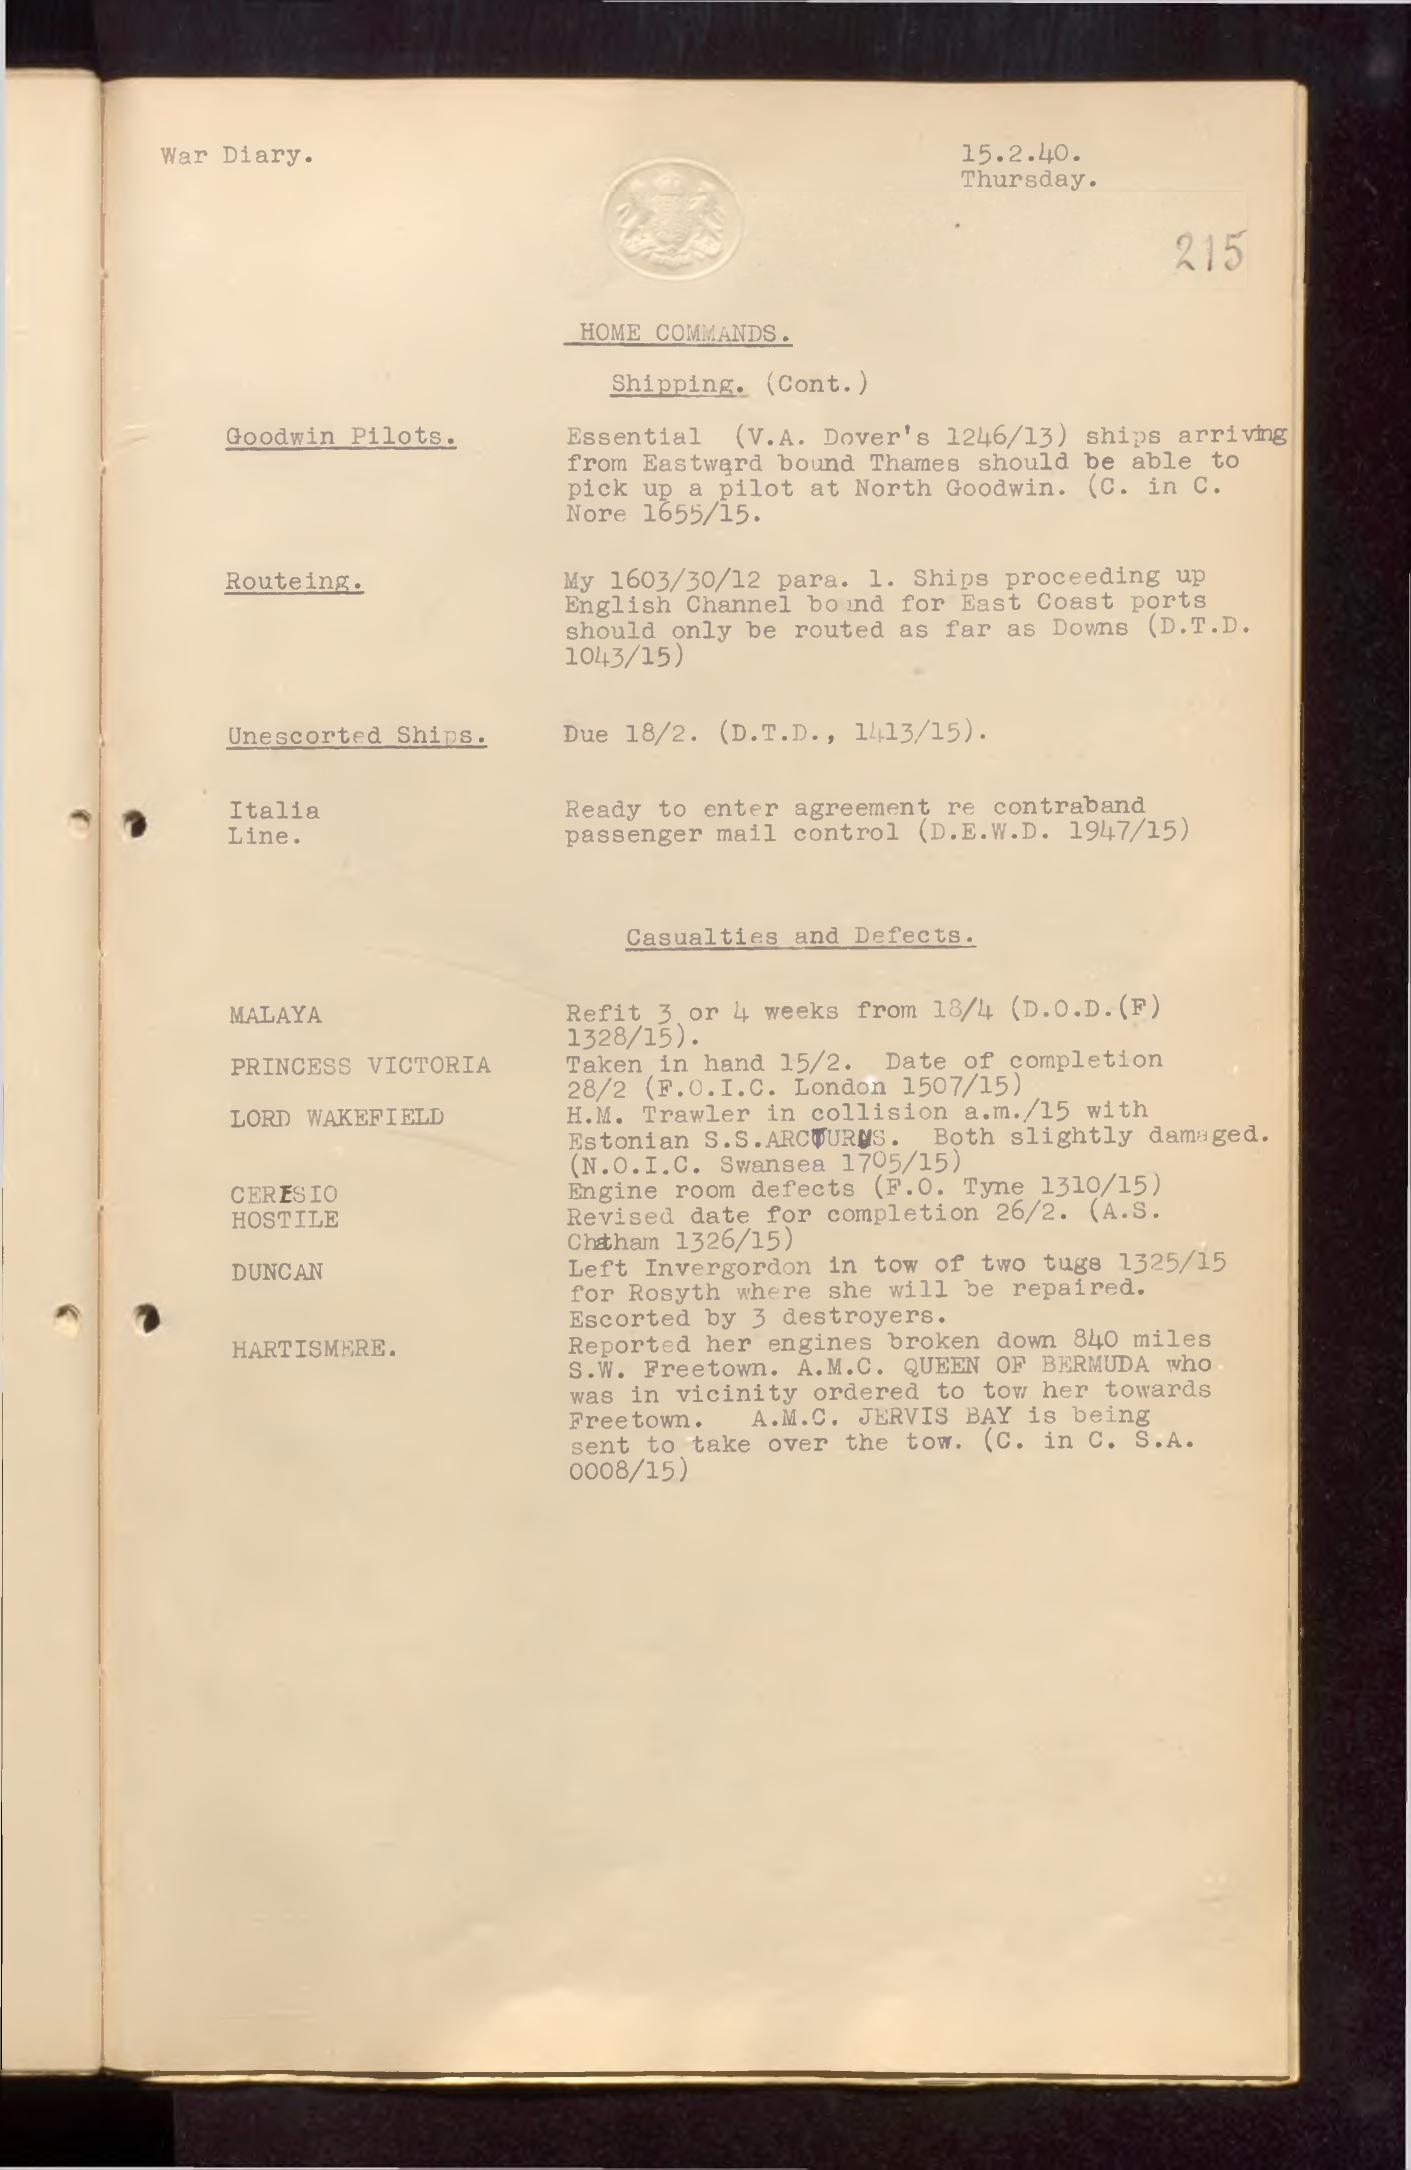 War Diary.
15.2.40.
Thursday.
215
HOME COMMANDS.
Shipping. (Cont.)
Goodwin Pilots.
Essential (V.A. Dover's 1246/13) ships arriving
from Eastward bound Thames should be able to
pick up a pilot at North Goodwin. (C. in C.
Nore 1655/15.
Routeing.
My 1603/30/12 para. 1. Ships proceeding up
English Channel bound for East Coast ports
should only be routed as far as Downs (D.T.D.
1043/15)
Unescorted Ships.
Due 18/2. (D.T.D., 1413/15).
Italia
Line.
Ready to enter agreement re contraband
passenger mail control (D.E.W.D. 1947/15)
Casualties and Defects.
MALAYA
Refit 3 or 4 weeks from 18/4 (D.O.D.(F)
1328/15).
PRINCESS VICTORIA
Taken in hand 15/2. Date of completion
28/2 (F.O.I.C. London 1507/15)
LORD WAKEFIELD
H.M. Trawler in collision a.m./15 with
Estonian S.S.ARCTURUS. Both slightly damaged.
(N.O.I.C. Swansea 1705/15)
CERESIO
Engine room defects (F.O. Tyne 1310/15)
HOSTILE
Revised date for completion 26/2. (A.S.
Chatham 1326/15)
DUNCAN
Left Invergordon in tow of two tugs 1325/15
for Rosyth where she will be repaired.
Escorted by 3 destroyers.
HARTISMERE.
Reported her engines broken down 840 miles
S.W. Freetown. A.M.C. QUEEN OF BERMUDA who
was in vicinity ordered to tow her towards
Freetown. A.M.C. JERVIS BAY is being
sent to take over the tow. (C. in C. S.A.
0008/15)